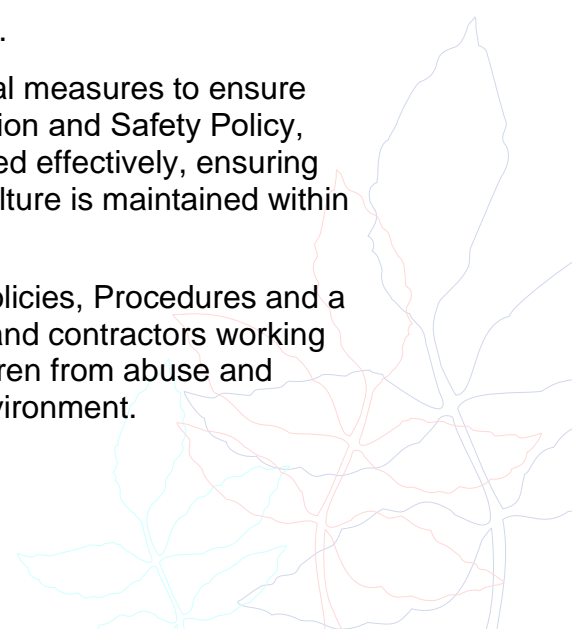 .
al measures to ensure
ion and Safety Policy,
ed effectively, ensuring
lture is maintained within
olicies, Procedures and a
and contractors working
ren from abuse and
vironment.